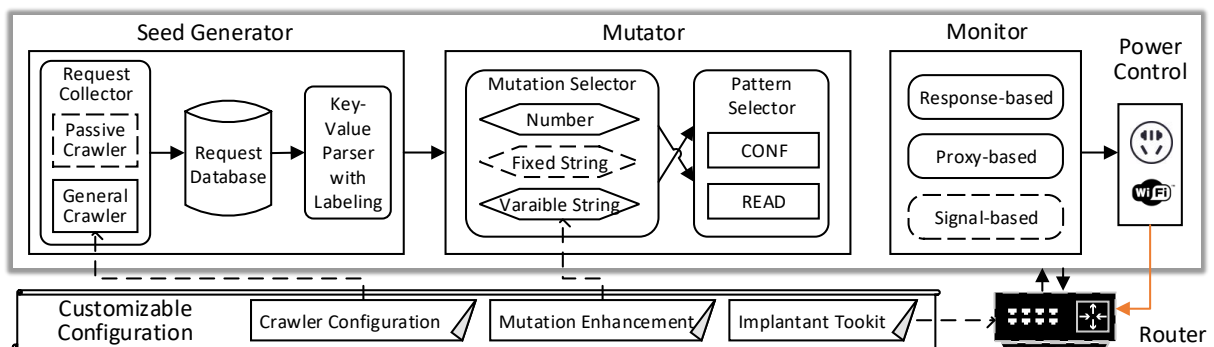 Seed Generator
Mutator
Monitor
Power
Control
Request
Collector
Passive
Crawler
General
Crawler
Request
Database
Key-
Value
Parser
with
Labeling
Mutation Selector
Number
Fixed String
Varaible String
Pattern
Selector
CONF
READ
Response-based
Proxy-based
Signal-based
WiFi
Customizable
Configuration
Crawler Configuration
Mutation Enhancement
Implantant Tookit
Router